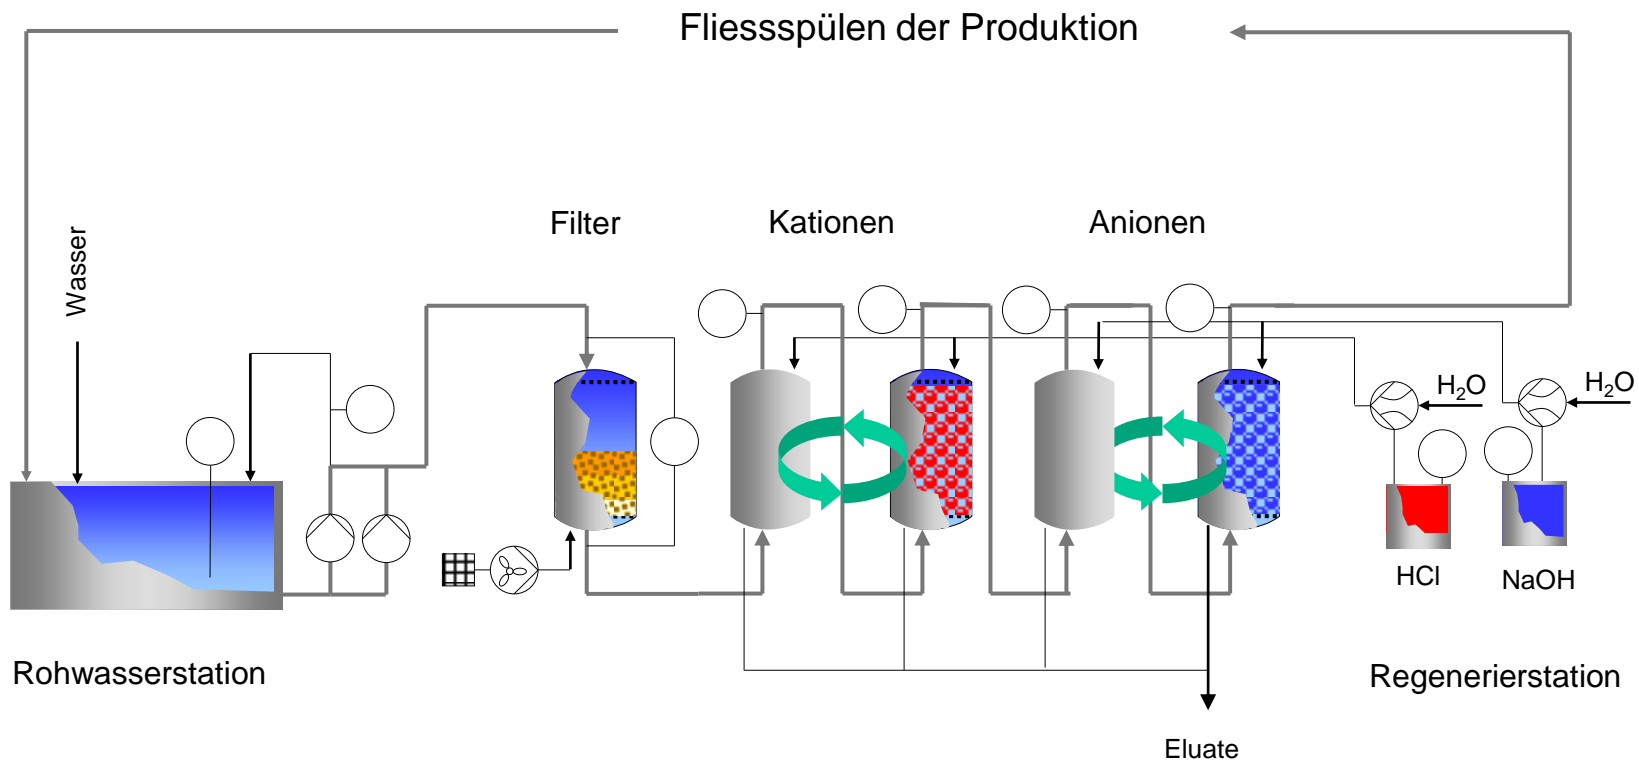 Fliessspülen der Produktion
Wasser
Filter
Kationen
Anionen
H₂O
H₂O
HCl
NaOH
Rohwasserstation
Regenerierstation
Eluate